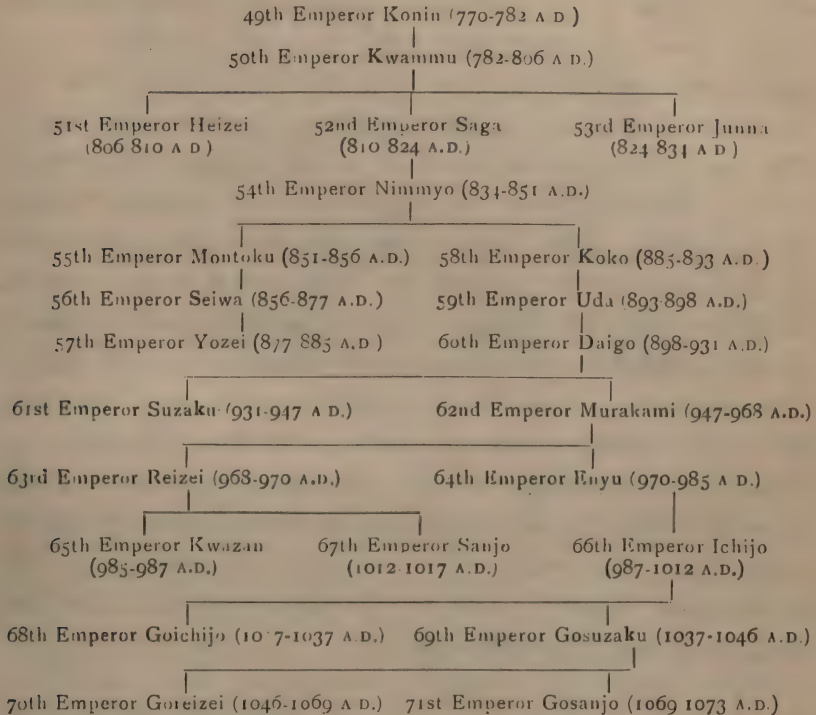 49th Emperor Konin (770-782 A D )
50th Emperor Kwammu (782-806 A D.)
51st Emperor Heizei 52nd Emperor Saga 53rd Emperor Junna
(806 810 A D ) (810 824 A.D.) (824 834 A D )
54th Emperor Nimmyo (834-851 A.D.)
55th Emperor Montoku (851-856 A.D.) 58th Emperor Koko (885-893 A.D.)
56th Emperor Seiwa (856-877 A.D.) 59th Emperor Uda (893-898 A.D.)
57th Emperor Yozei (877 885 A.D ) 60th Emperor Daigo (898-931 A.D.)
61st Emperor Suzaku (931-947 A D.) 62nd Emperor Murakami (947-968 A.D.)
63rd Emperor Reizei (968-970 A.D.) 64th Emperor Enyu (970-985 A D.)
65th Emperor Kwazan 67th Emperor Sanjo 66th Emperor Ichijo
(985-987 A.D.) (1012-1017 A.D.) (987-1012 A.D.)
68th Emperor Goichijo (1017-1037 A.D.) 69th Emperor Gosuzaku (1037-1046 A.D.)
70th Emperor Goreizei (1046-1069 A D.) 71st Emperor Gosanjo (1069 1073 A.D.)